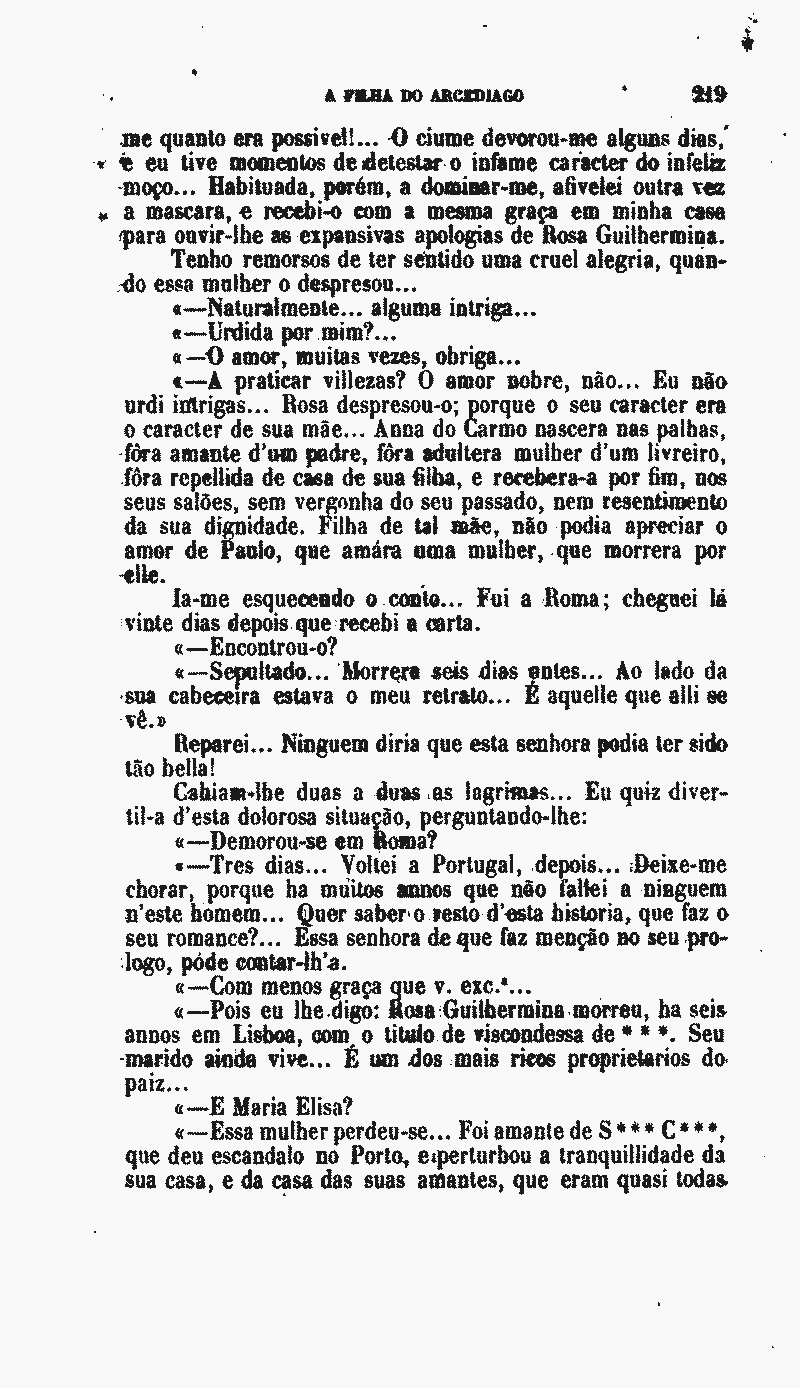 A FILHA DO ARCEDIAGO 219
me quanto era possivel!... O ciume devorou-me alguns dias,
e eu tive momentos de detestar o infame caracter do infeliz
moço... Habituada, porém, a dominar-me, afivelei outra vez
a mascara, e recebi-o com a mesma graça em minha casa
para ouvir-lhe as expansivas apologias de Rosa Guilhermina.
Tenho remorsos de ter sentido uma cruel alegria, quan-
do essa mulher o despresou...
«—Naturalmente... alguma intriga...
«—Urdida por mim?...
«—O amor, muitas vezes, obriga...
«—A praticar villezas? O amor nobre, não... Eu não
urdi intrigas... Rosa despresou-o; porque o seu caracter era
o caracter de sua mãe... Anna do Carmo nascera nas palhas,
fôra amante d'um padre, fôra adultera mulher d'um livreiro,
fôra repellida de casa de sua filha, e recebera-a por fim, nos
seus salões, sem vergonha do seu passado, nem resentimento
da sua dignidade. Filha de tal mãe, não podia apreciar o
amor de Paulo, que amára uma mulher, que morrera por
elle.
Ia-me esquecendo o conto... Fui a Roma; cheguei lá
vinte dias depois que recebi a carta.
«—Encontrou-o?
«—Sepultado... Morrera seis dias antes... Ao lado da
sua cabeceira estava o meu retrato... É aquelle que alli se
vê.»
Reparei... Ninguem diria que esta senhora podia ter sido
tão bella!
Cahiam-lhe duas a duas as lagrimas... Eu quiz diver-
til-a d'esta dolorosa situação, perguntando-lhe:
«—Demorou-se em Roma?
«—Tres dias... Voltei a Portugal, depois... Deixe-me
chorar, porque ha muitos annos que não fallei a ninguem
n'este homem... Quer saber o resto d'esta historia, que faz o
seu romance?... Essa senhora de que faz menção no seu pro-
logo, póde contar-lh'a.
«—Com menos graça que v. exc.ª...
«—Pois eu lhe digo: Rosa Guilhermina morreu, ha seis
annos em Lisboa, com o titulo de viscondessa de * * *. Seu
marido ainda vive... É um dos mais ricos proprietarios do
paiz...
«—E Maria Elisa?
«—Essa mulher perdeu-se... Foi amante de S*** C***,
que deu escandalo no Porto, e perturbou a tranquillidade da
sua casa, e da casa das suas amantes, que eram quasi todas